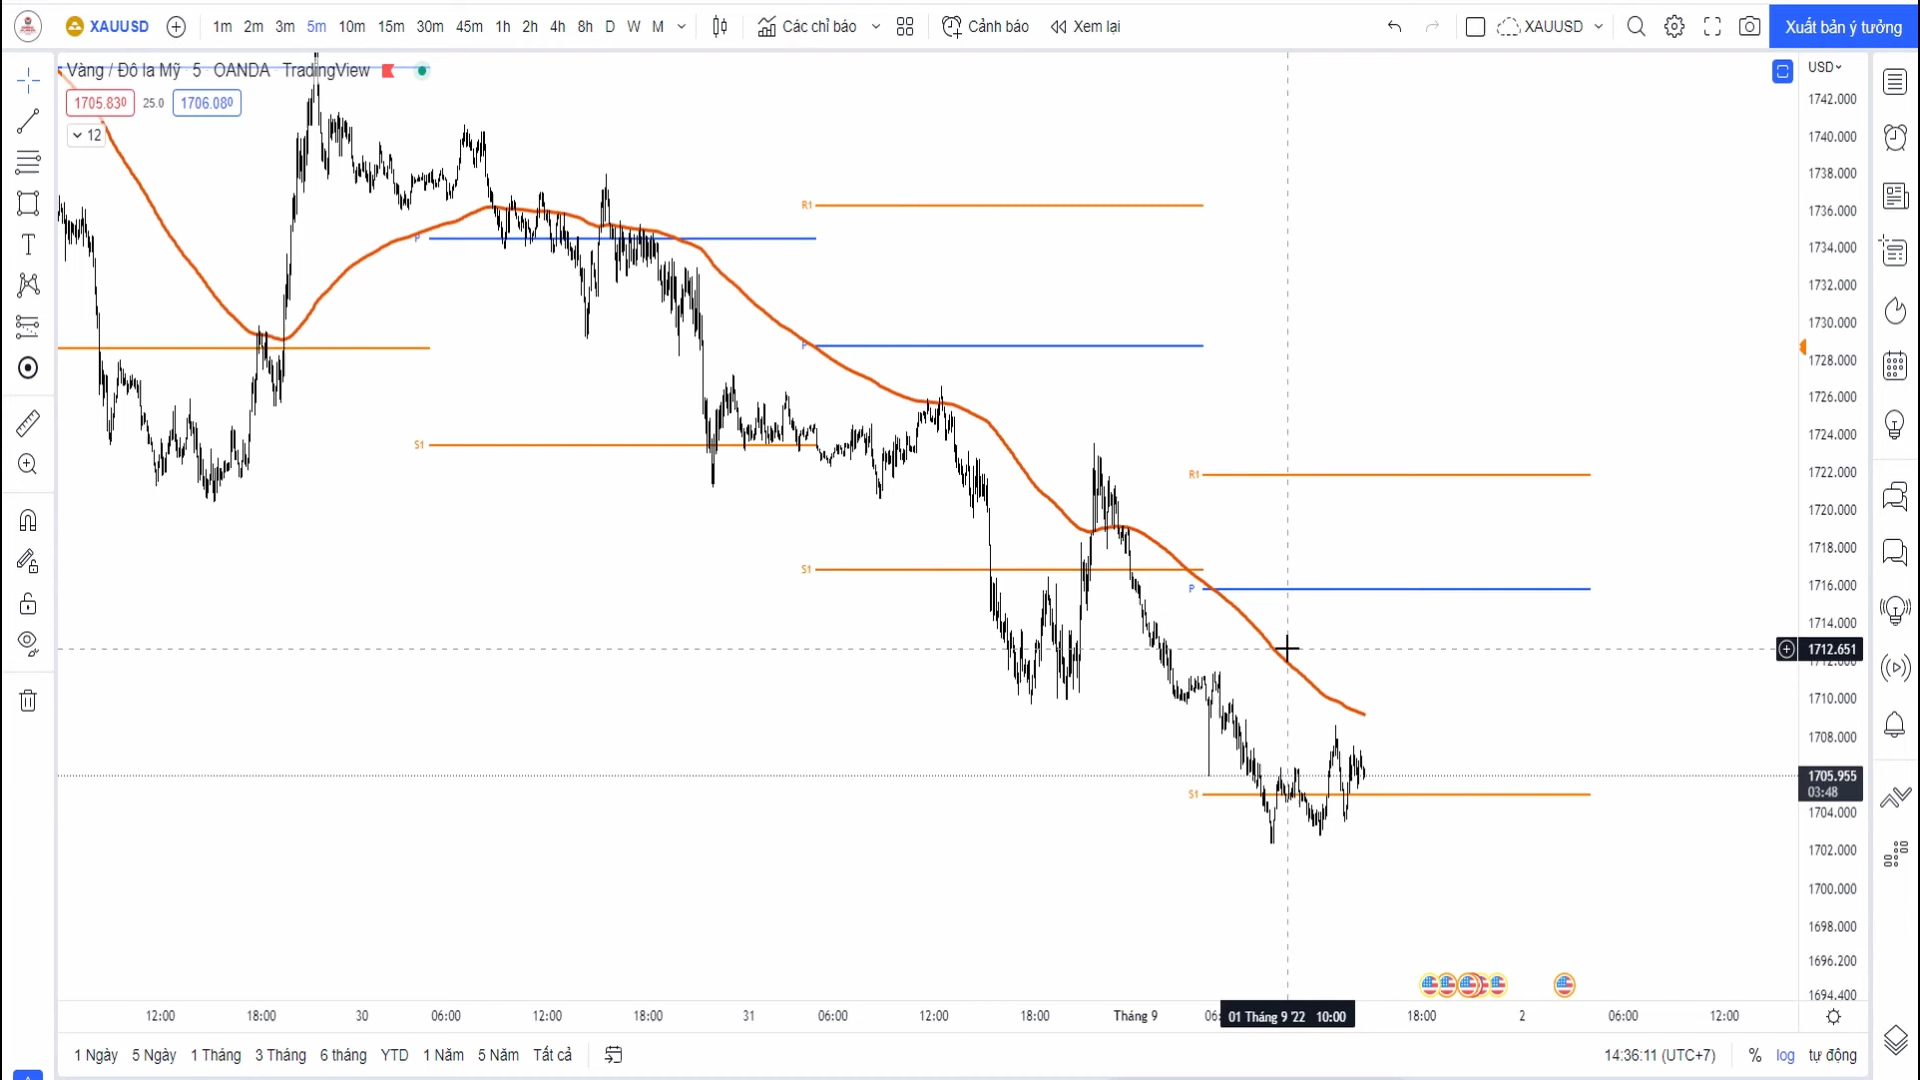 XAUUSD 1m 2m 3m 5m 10m 15m 30m 45m 1h 2h 4h 8h D W M Các chỉ báo Cảnh báo Xem lại XAUUSD Xuất bản ý tưởng
Vàng / Đô la Mỹ 5 OANDA TradingView
USD
1705.830 25.0 1706.080
12
1742.000
1740.000
1738.000
1736.000
1734.000
1732.000
1730.000
1728.000
1726.000
1724.000
1722.000
1720.000
1718.000
1716.000
1714.000
1712.651
1712.000
1710.000
1708.000
1705.955
03:48
1704.000
1702.000
1700.000
1698.000
1696.200
1694.400
R1
P
P
S1
R1
S1
P
S1
12:00 18:00 30 06:00 12:00 18:00 31 06:00 12:00 18:00 Tháng 9 01 Tháng 9 '22 10:00 18:00 2 06:00 12:00
1 Ngày 5 Ngày 1 Tháng 3 Tháng 6 tháng YTD 1 Năm 5 Năm Tất cả 14:36:11 (UTC+7) % log tự động